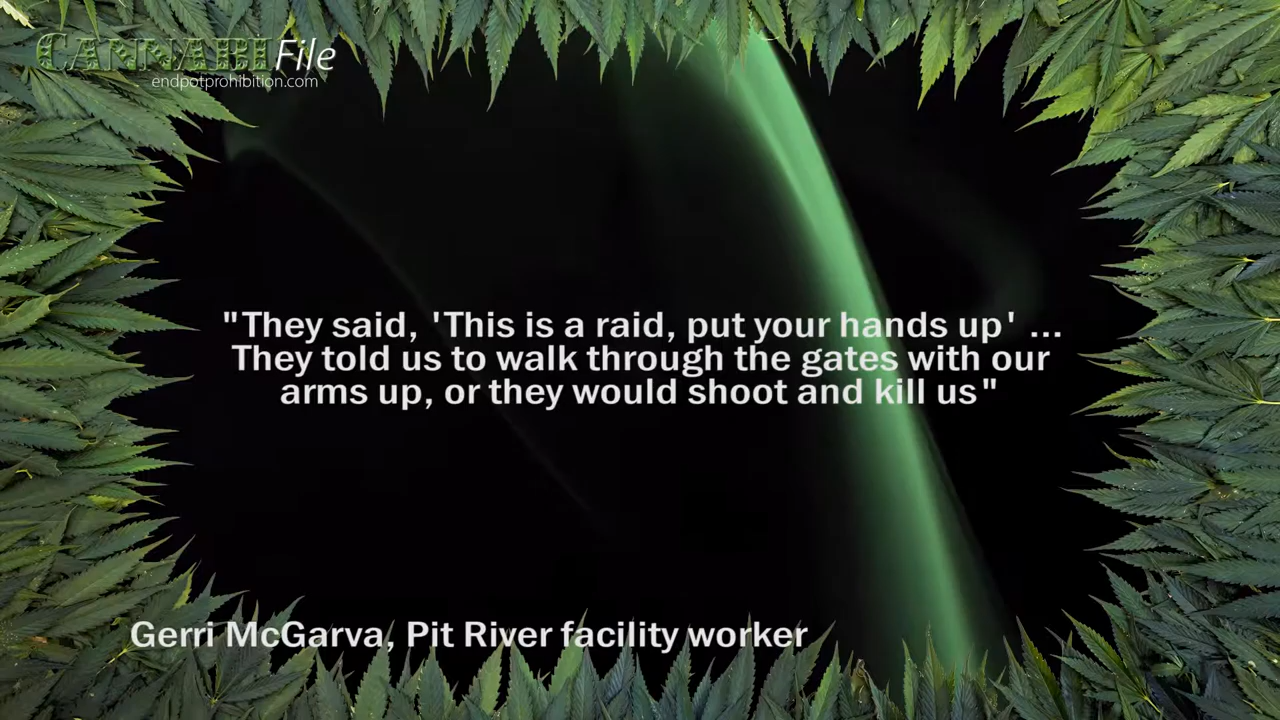 CANNABI File
endpotprohibition.com
"They said, 'This is a raid, put your hands up' ...
They told us to walk through the gates with our
arms up, or they would shoot and kill us"
Gerri McGarva, Pit River facility worker